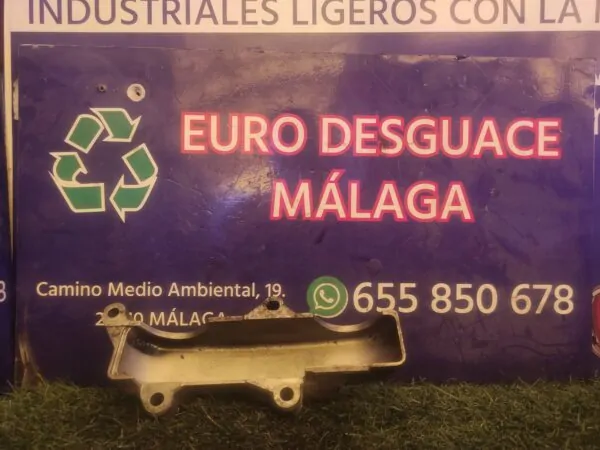 INDUSTRIALES LIGEROS CON LA
EURO DESGUACE
MÁLAGA
Camino Medio Ambiental, 19.
655 850 678
MÁLAGA